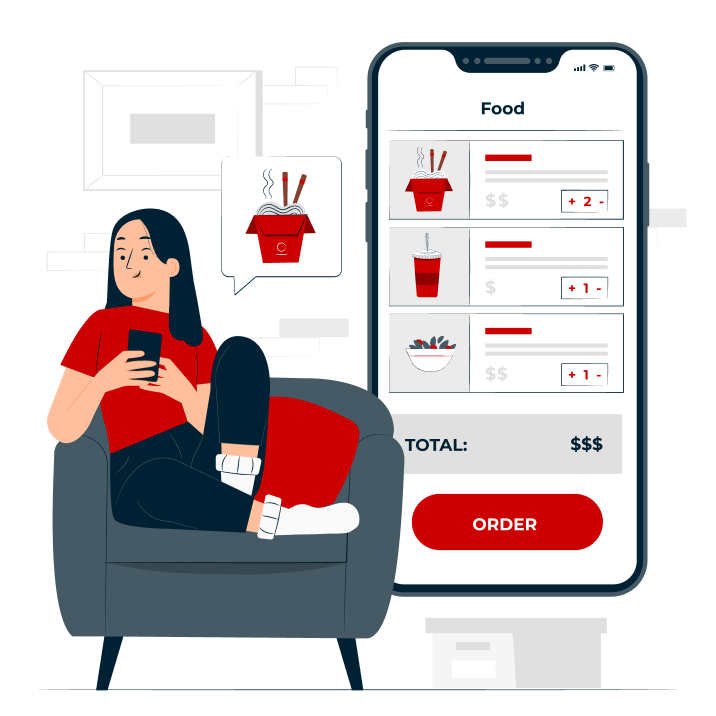 Food
$$
+ 2 -
$
+ 1 -
$$
+ 1 -
TOTAL: $$$
ORDER